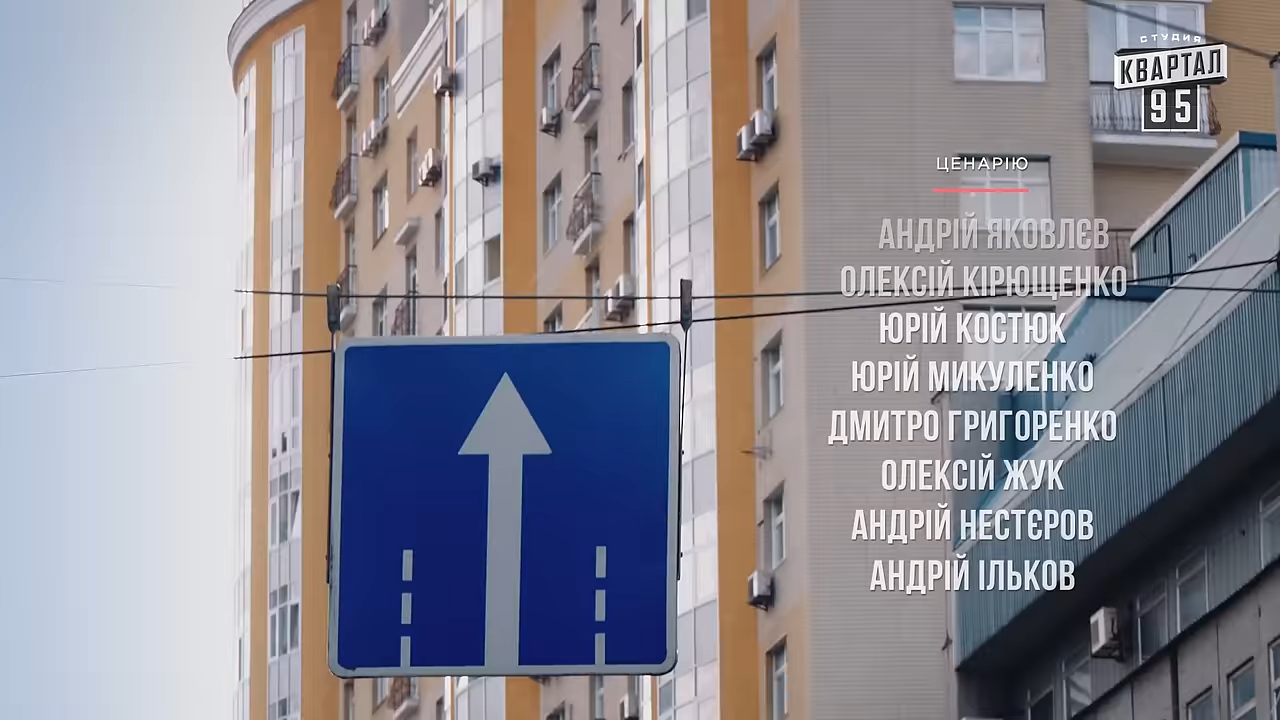 СТУДИЯ
КВАРТАЛ
95
ЦЕНАРІЮ
АНДРІЙ ЯКОВЛЄВ
ОЛЕКСІЙ КІРЮЩЕНКО
ЮРІЙ КОСТЮК
ЮРІЙ МИКУЛЕНКО
ДМИТРО ГРИГОРЕНКО
ОЛЕКСІЙ ЖУК
АНДРІЙ НЕСТЄРОВ
АНДРІЙ ІЛЬКОВ